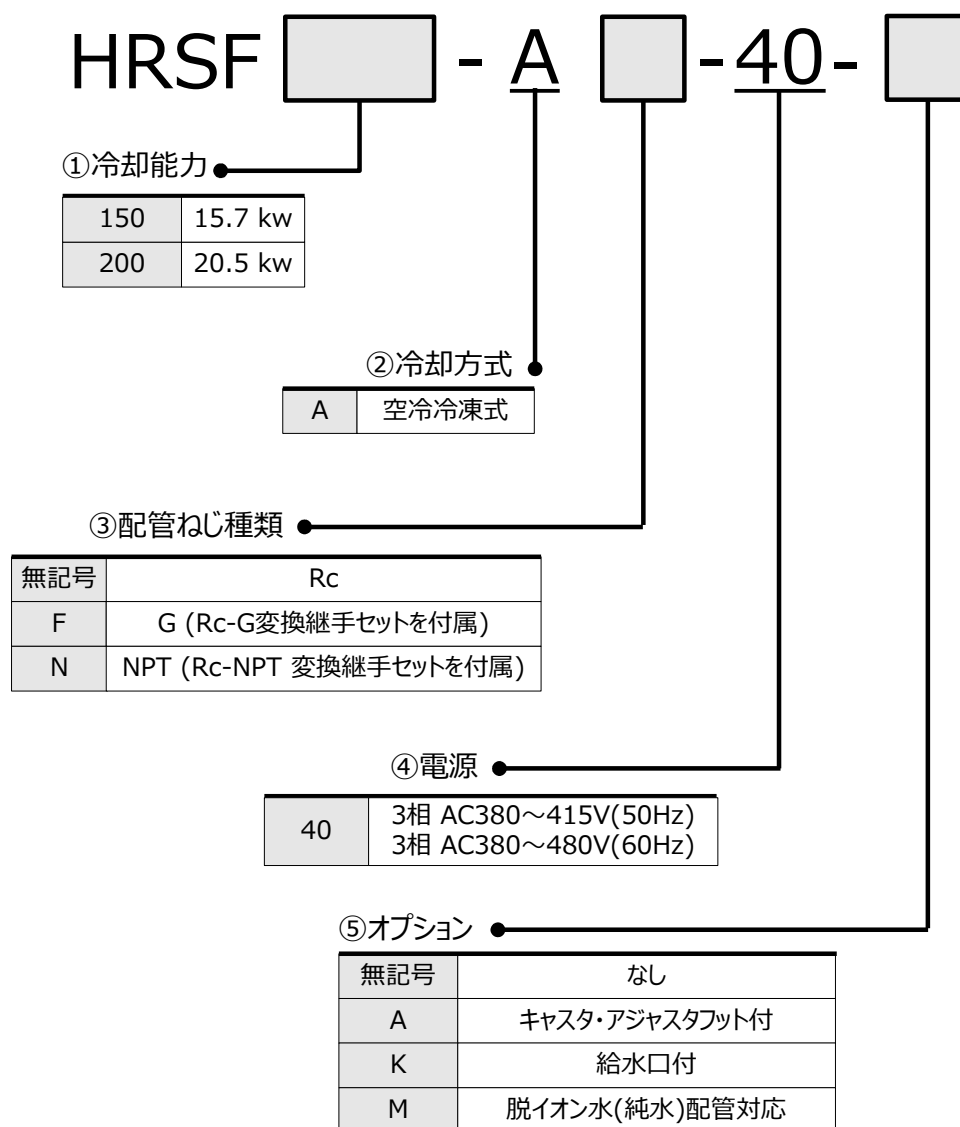 HRSF - A - 40 -
①冷却能力
150 15.7 kw
200 20.5 kw
②冷却方式
A 空冷冷凍式
③配管ねじ種類
無記号 Rc
F G (Rc-G変換継手セットを付属)
N NPT (Rc-NPT 変換継手セットを付属)
④電源
40 3相 AC380～415V(50Hz)
3相 AC380～480V(60Hz)
⑤オプション
無記号 なし
A キャスタ・アジャスタフット付
K 給水口付
M 脱イオン水(純水)配管対応